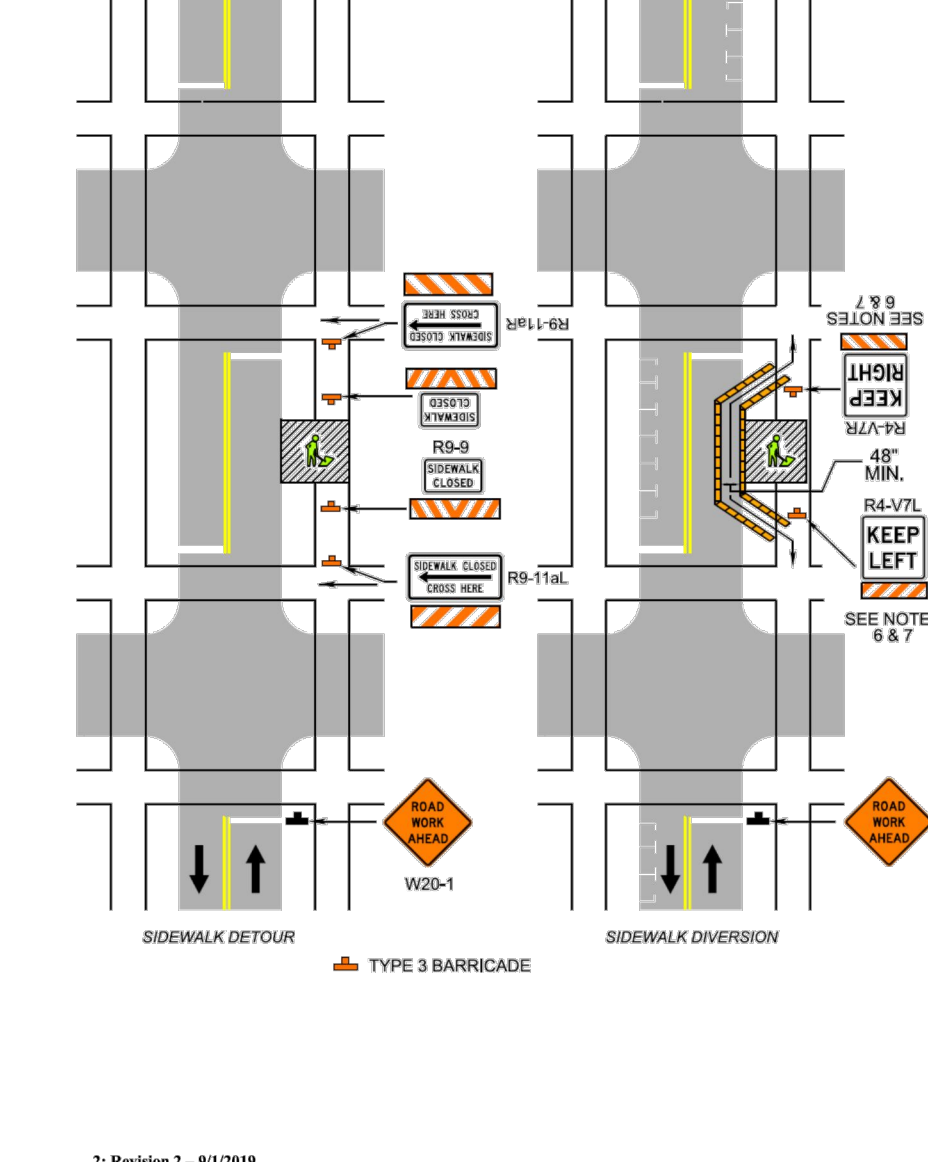 SEE NOTES
6 & 7
SIDEWALK CLOSED
CROSS HERE
R9-11aR
KEEP
RIGHT
R4-V7R
SIDEWALK
CLOSED
R9-9
SIDEWALK
CLOSED
48"
MIN.
R4-V7L
KEEP
LEFT
SIDEWALK CLOSED
CROSS HERE
R9-11aL
SEE NOTE
6 & 7
ROAD
WORK
AHEAD
W20-1
ROAD
WORK
AHEAD
SIDEWALK DETOUR
SIDEWALK DIVERSION
TYPE 3 BARRICADE
2: Revision 2 – 9/1/2019